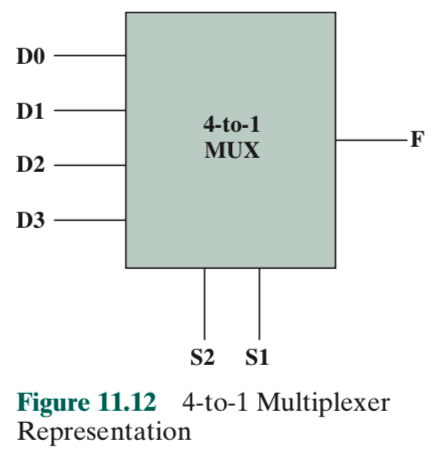 D0
D1
D2
D3
4-to-1
MUX
F
S2 S1
Figure 11.12 4-to-1 Multiplexer
Representation